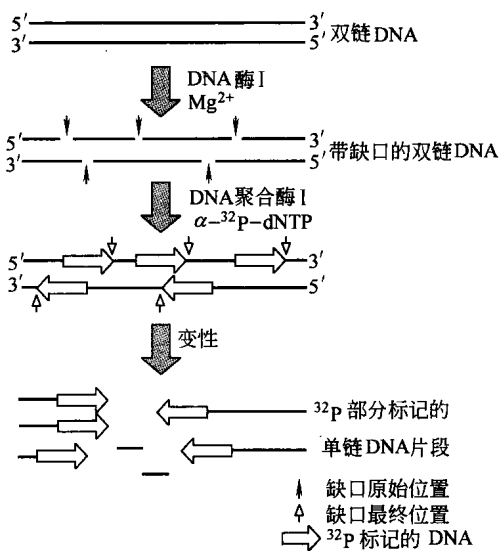 5′ 3′
3′ 5′ 双链DNA
DNA酶Ⅰ
Mg²⁺
5′ 3′
3′ 5′ 带缺口的双链DNA
DNA聚合酶Ⅰ
α-³²P-dNTP
5′ 3′
3′ 5′
变性
³²P部分标记的
单链DNA片段
缺口原始位置
缺口最终位置
³²P标记的DNA